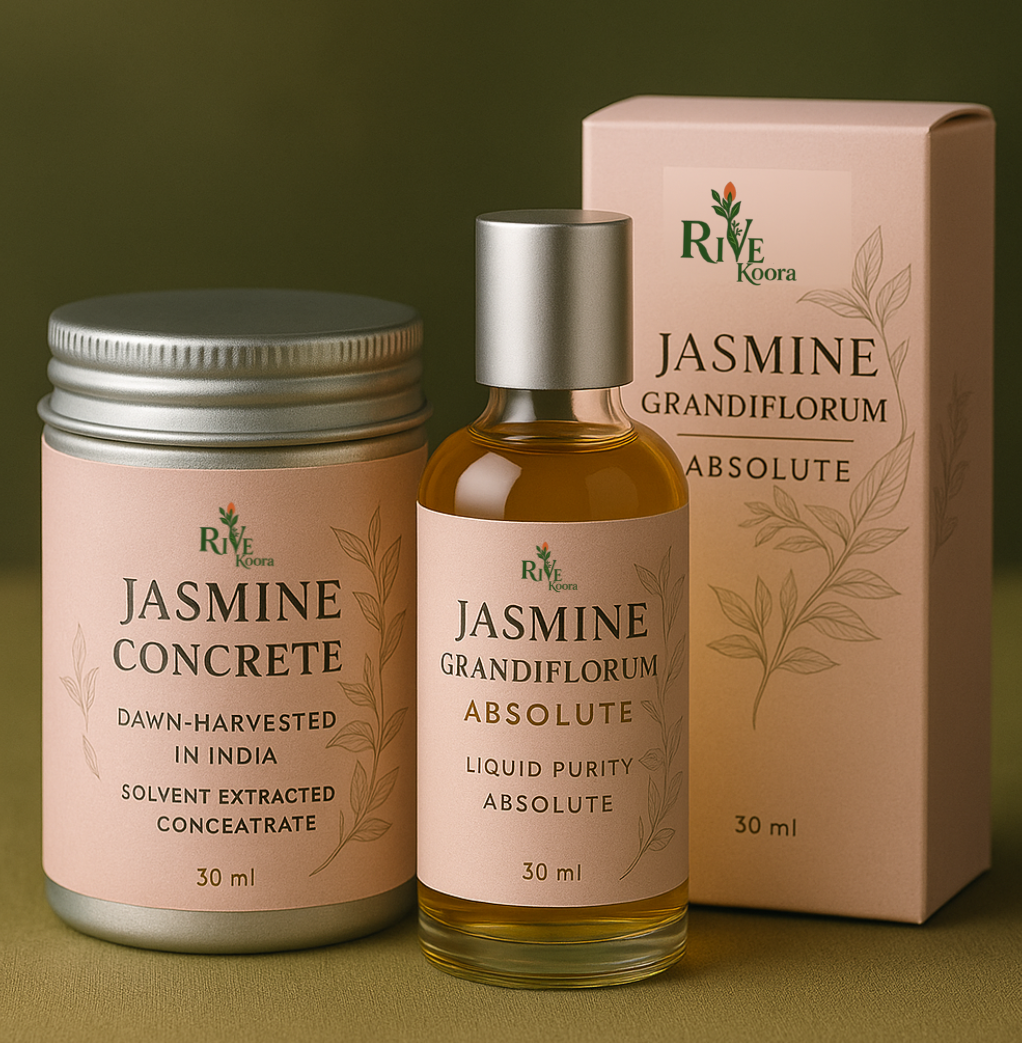 RIVE
Koora
JASMINE
CONCRETE
DAWN-HARVESTED
IN INDIA
SOLVENT EXTRACTED
CONCEATRATE
30 ml
RIVE
Koora
JASMINE
GRANDIFLORUM
ABSOLUTE
LIQUID PURITY
ABSOLUTE
30 ml
RIVE
Koora
JASMINE
GRANDIFLORUM
ABSOLUTE
30 ml